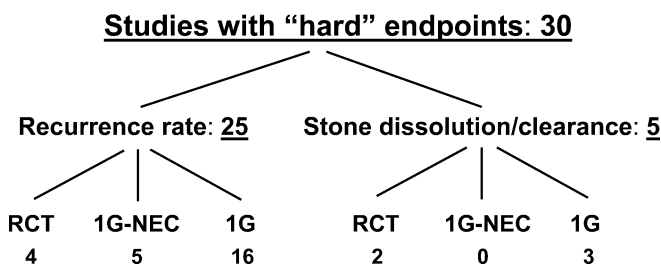 Studies with “hard” endpoints: 30
Recurrence rate: 25 Stone dissolution/clearance: 5
RCT 1G-NEC 1G RCT 1G-NEC 1G
4 5 16 2 0 3